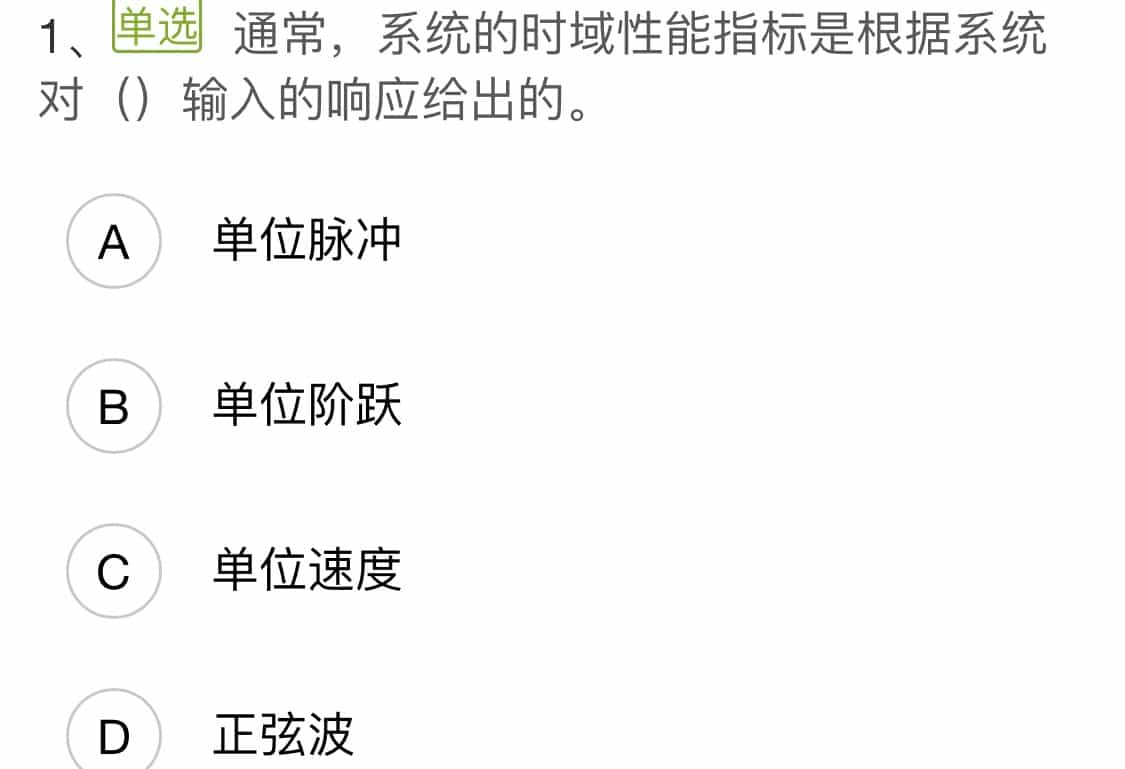 1、单选 通常，系统的时域性能指标是根据系统
对（）输入的响应给出的。
A 单位脉冲
B 单位阶跃
C 单位速度
D 正弦波